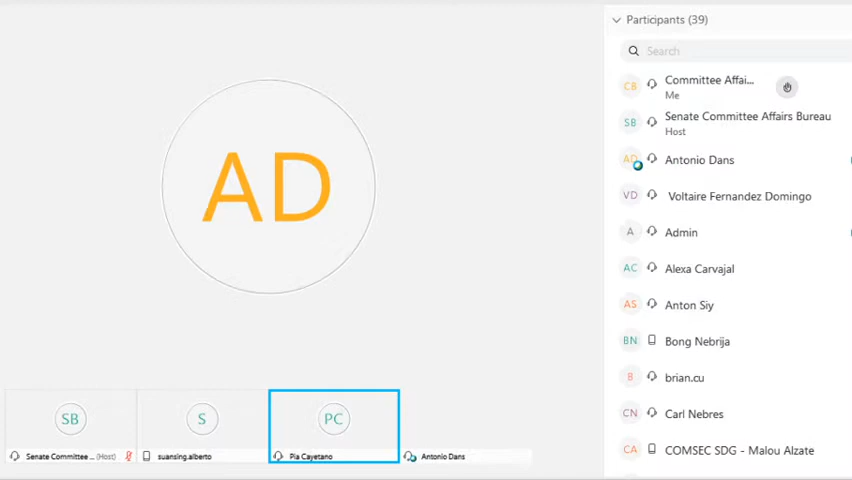 AD
SB
Senate Committee ... (Host)
S
suansing.alberto
PC
Pia Cayetano
Antonio Dans
Participants (39)
Search
CB Committee Affai...
Me
SB Senate Committee Affairs Bureau
Host
AD Antonio Dans
VD Voltaire Fernandez Domingo
A Admin
AC Alexa Carvajal
AS Anton Siy
BN Bong Nebrija
B brian.cu
CN Carl Nebres
CA COMSEC SDG - Malou Alzate